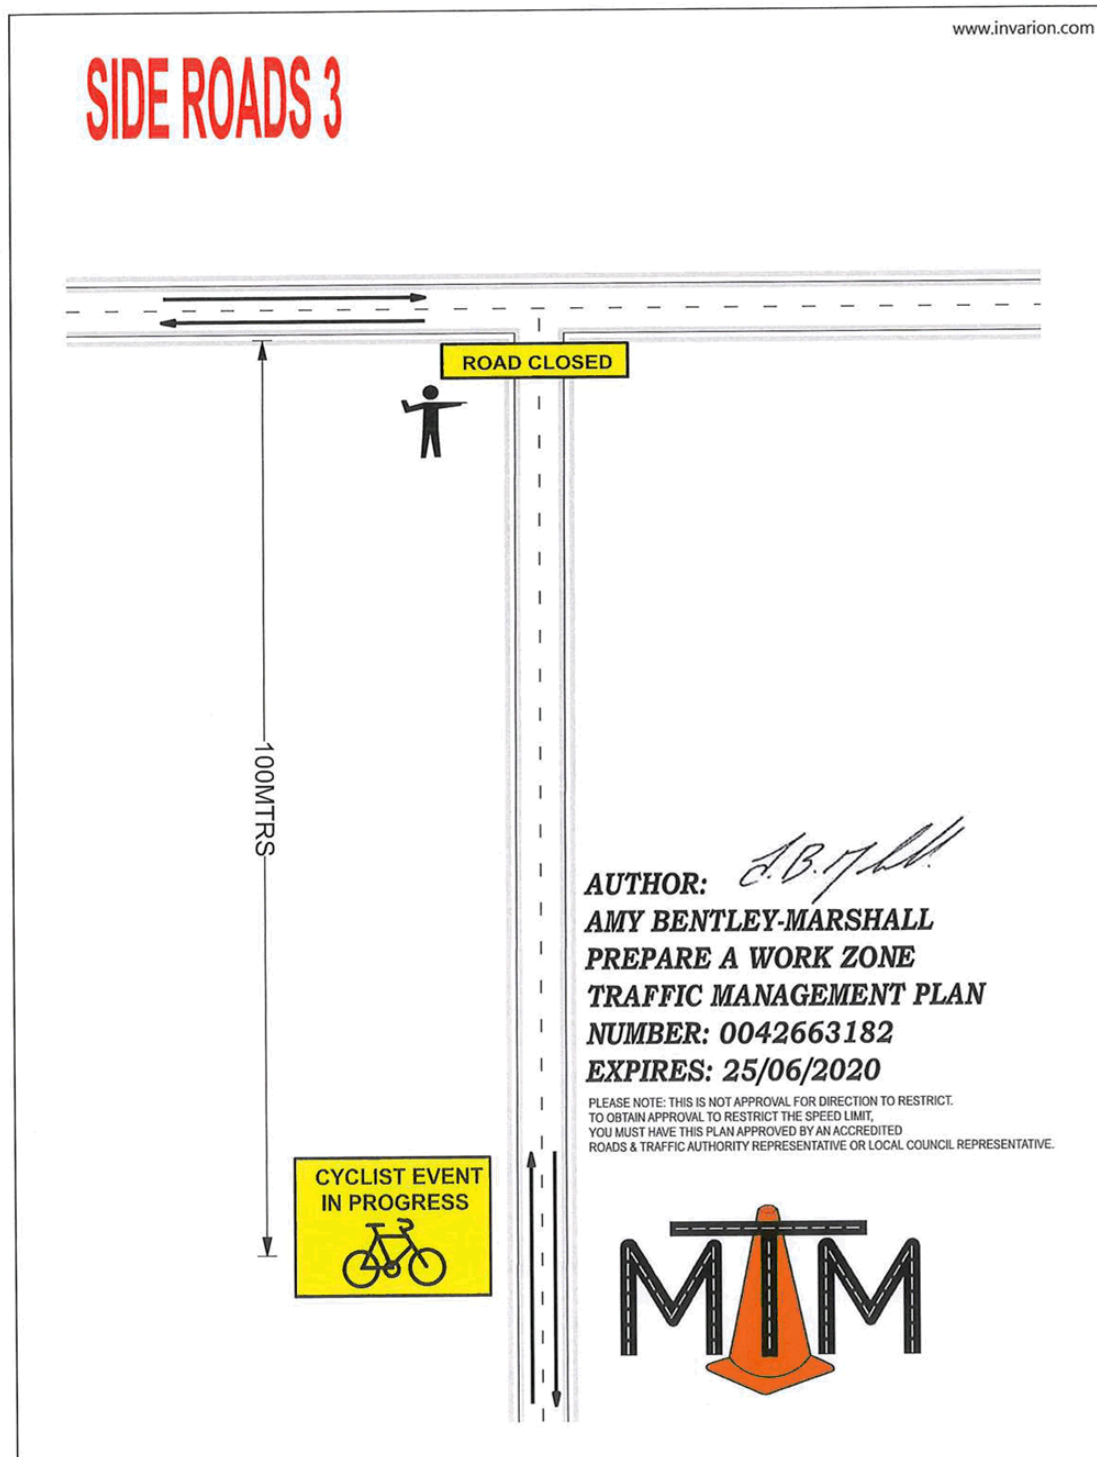 www.invarion.com
SIDE ROADS 3
ROAD CLOSED
100MTRS
AUTHOR:
AMY BENTLEY-MARSHALL
PREPARE A WORK ZONE
TRAFFIC MANAGEMENT PLAN
NUMBER: 0042663182
EXPIRES: 25/06/2020
PLEASE NOTE: THIS IS NOT APPROVAL FOR DIRECTION TO RESTRICT.
TO OBTAIN APPROVAL TO RESTRICT THE SPEED LIMIT,
YOU MUST HAVE THIS PLAN APPROVED BY AN ACCREDITED
ROADS & TRAFFIC AUTHORITY REPRESENTATIVE OR LOCAL COUNCIL REPRESENTATIVE.
CYCLIST EVENT
IN PROGRESS
MTM